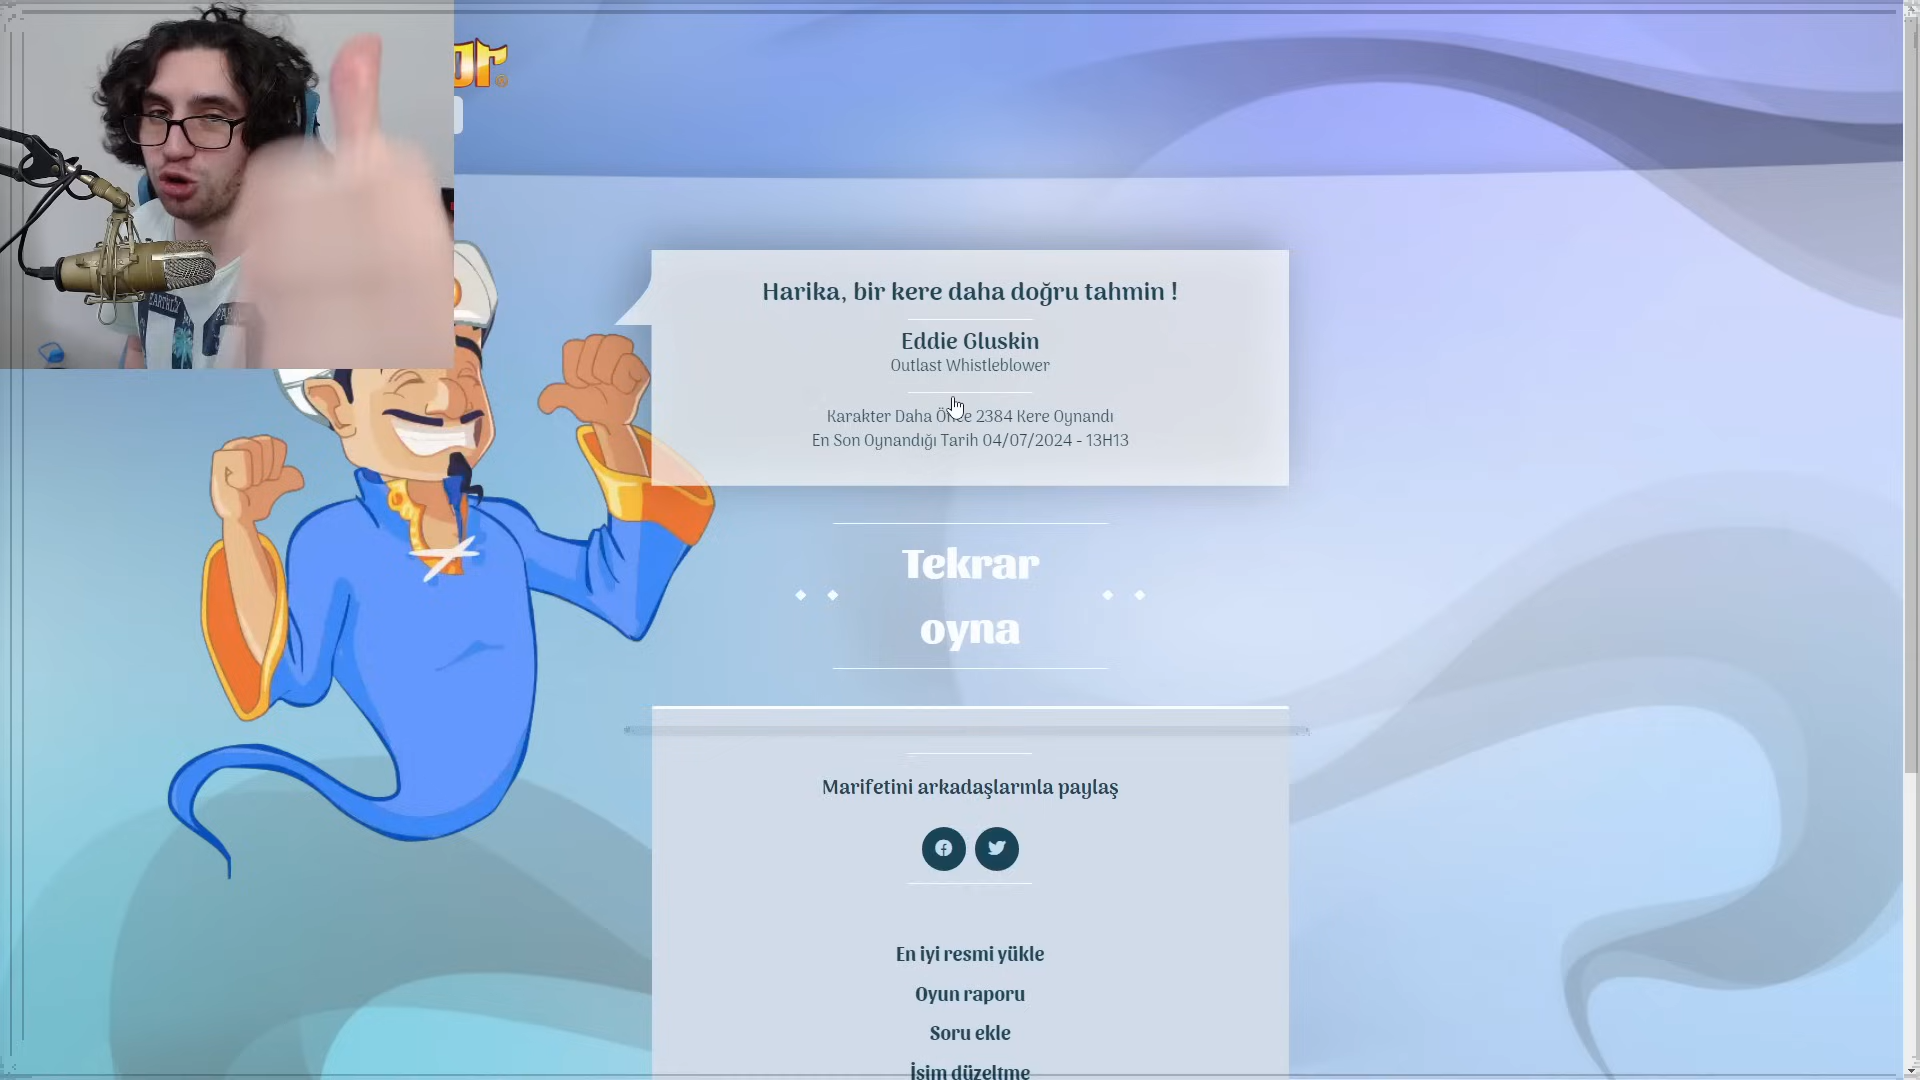 or
Harika, bir kere daha doğru tahmin !
Eddie Gluskin
Outlast Whistleblower
Karakter Daha Önce 2384 Kere Oynandı
En Son Oynandığı Tarih 04/07/2024 - 13H13
Tekrar
oyna
Marifetini arkadaşlarınla paylaş
En iyi resmi yükle
Oyun raporu
Soru ekle
İsim düzeltme